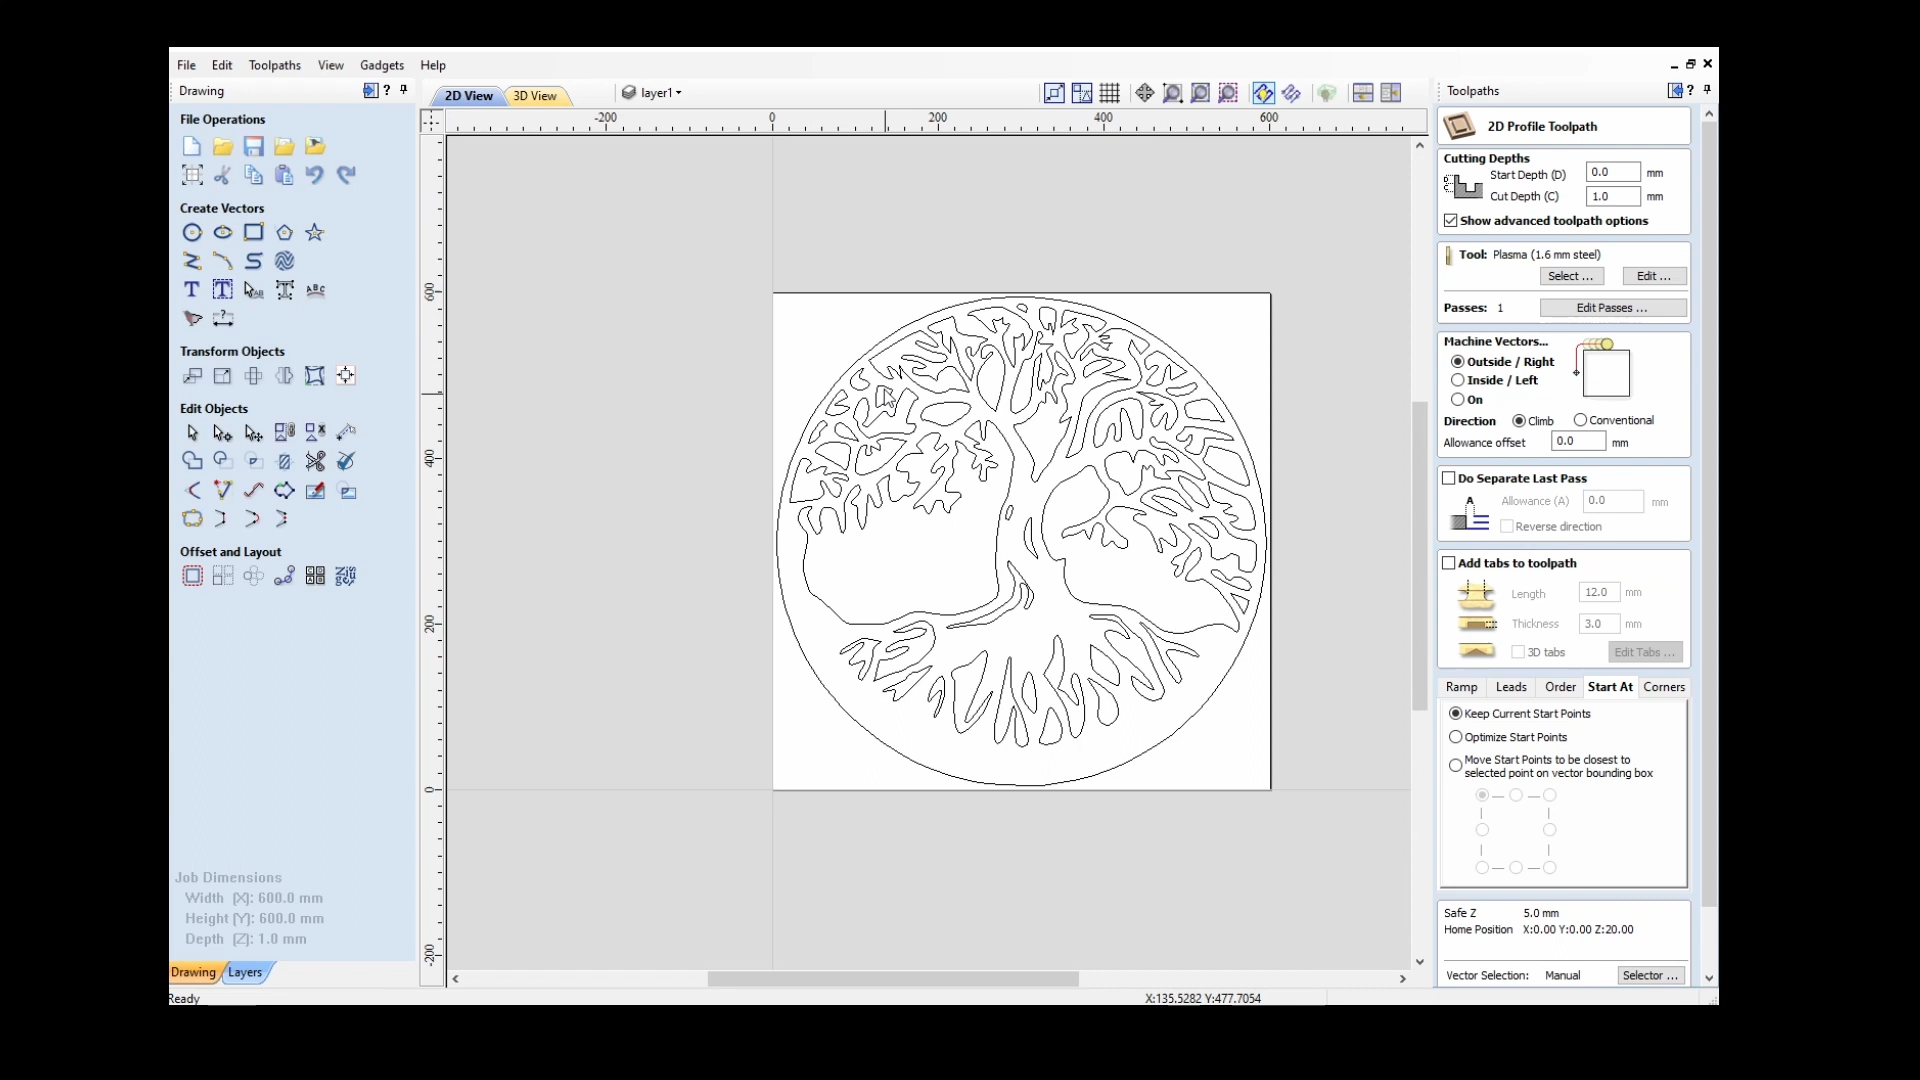 File Edit Toolpaths View Gadgets Help
Drawing
?
File Operations
Create Vectors
T T
ABC
?
Transform Objects
Edit Objects
Offset and Layout
Job Dimensions
Width (X): 600.0 mm
Height (Y): 600.0 mm
Depth (Z): 1.0 mm
Drawing Layers
Ready
2D View 3D View layer1
-200 0 200 400 600
600
400
200
0
-200
X:135.5282 Y:477.7054
Toolpaths
?
2D Profile Toolpath
Cutting Depths
Start Depth (D) 0.0 mm
Cut Depth (C) 1.0 mm
Show advanced toolpath options
Tool: Plasma (1.6 mm steel)
Select ... Edit ...
Passes: 1 Edit Passes ...
Machine Vectors...
Outside / Right
Inside / Left
On
Direction Climb Conventional
Allowance offset 0.0 mm
Do Separate Last Pass
A Allowance (A) 0.0 mm
Reverse direction
Add tabs to toolpath
Length 12.0 mm
Thickness 3.0 mm
3D tabs Edit Tabs ...
Ramp Leads Order Start At Corners
Keep Current Start Points
Optimize Start Points
Move Start Points to be closest to
selected point on vector bounding box
Safe Z 5.0 mm
Home Position X:0.00 Y:0.00 Z:20.00
Vector Selection: Manual Selector ...